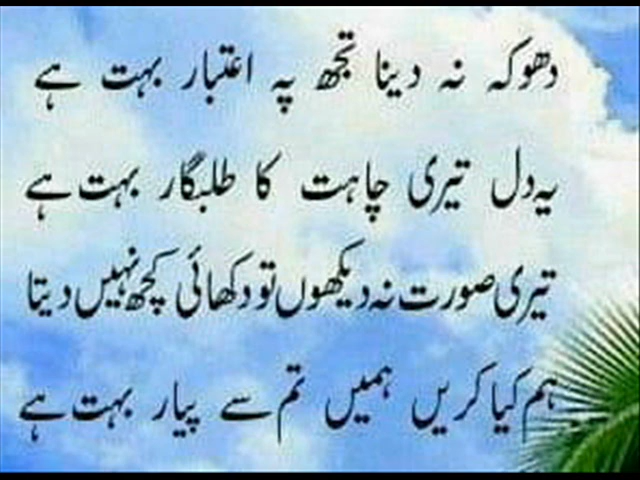 دھوکہ نہ دینا تجھ پہ اعتبار بہت ہے
یہ دل تیری چاہت کا طلبگار بہت ہے
تیری صورت نہ دیکھوں تو دکھائی کچھ نہیں دیتا
ہم کیا کریں ہمیں تم سے پیار بہت ہے